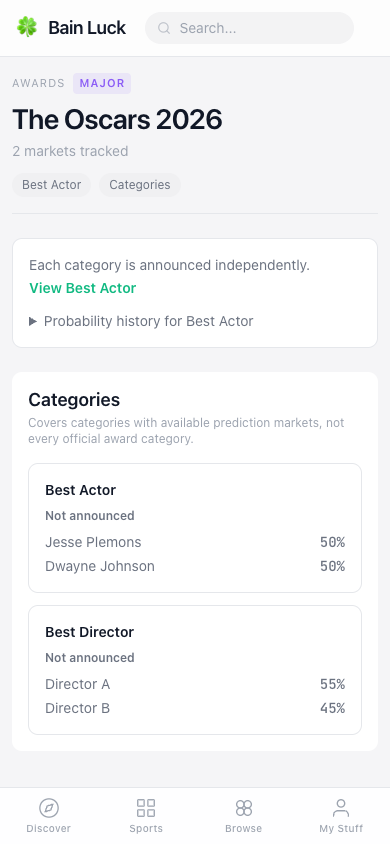 Bain Luck
Search...
AWARDS MAJOR
The Oscars 2026
2 markets tracked
Best Actor Categories
Each category is announced independently.
View Best Actor
Probability history for Best Actor
Categories
Covers categories with available prediction markets, not
every official award category.
Best Actor
Not announced
Jesse Plemons 50%
Dwayne Johnson 50%
Best Director
Not announced
Director A 55%
Director B 45%
Discover Sports Browse My Stuff